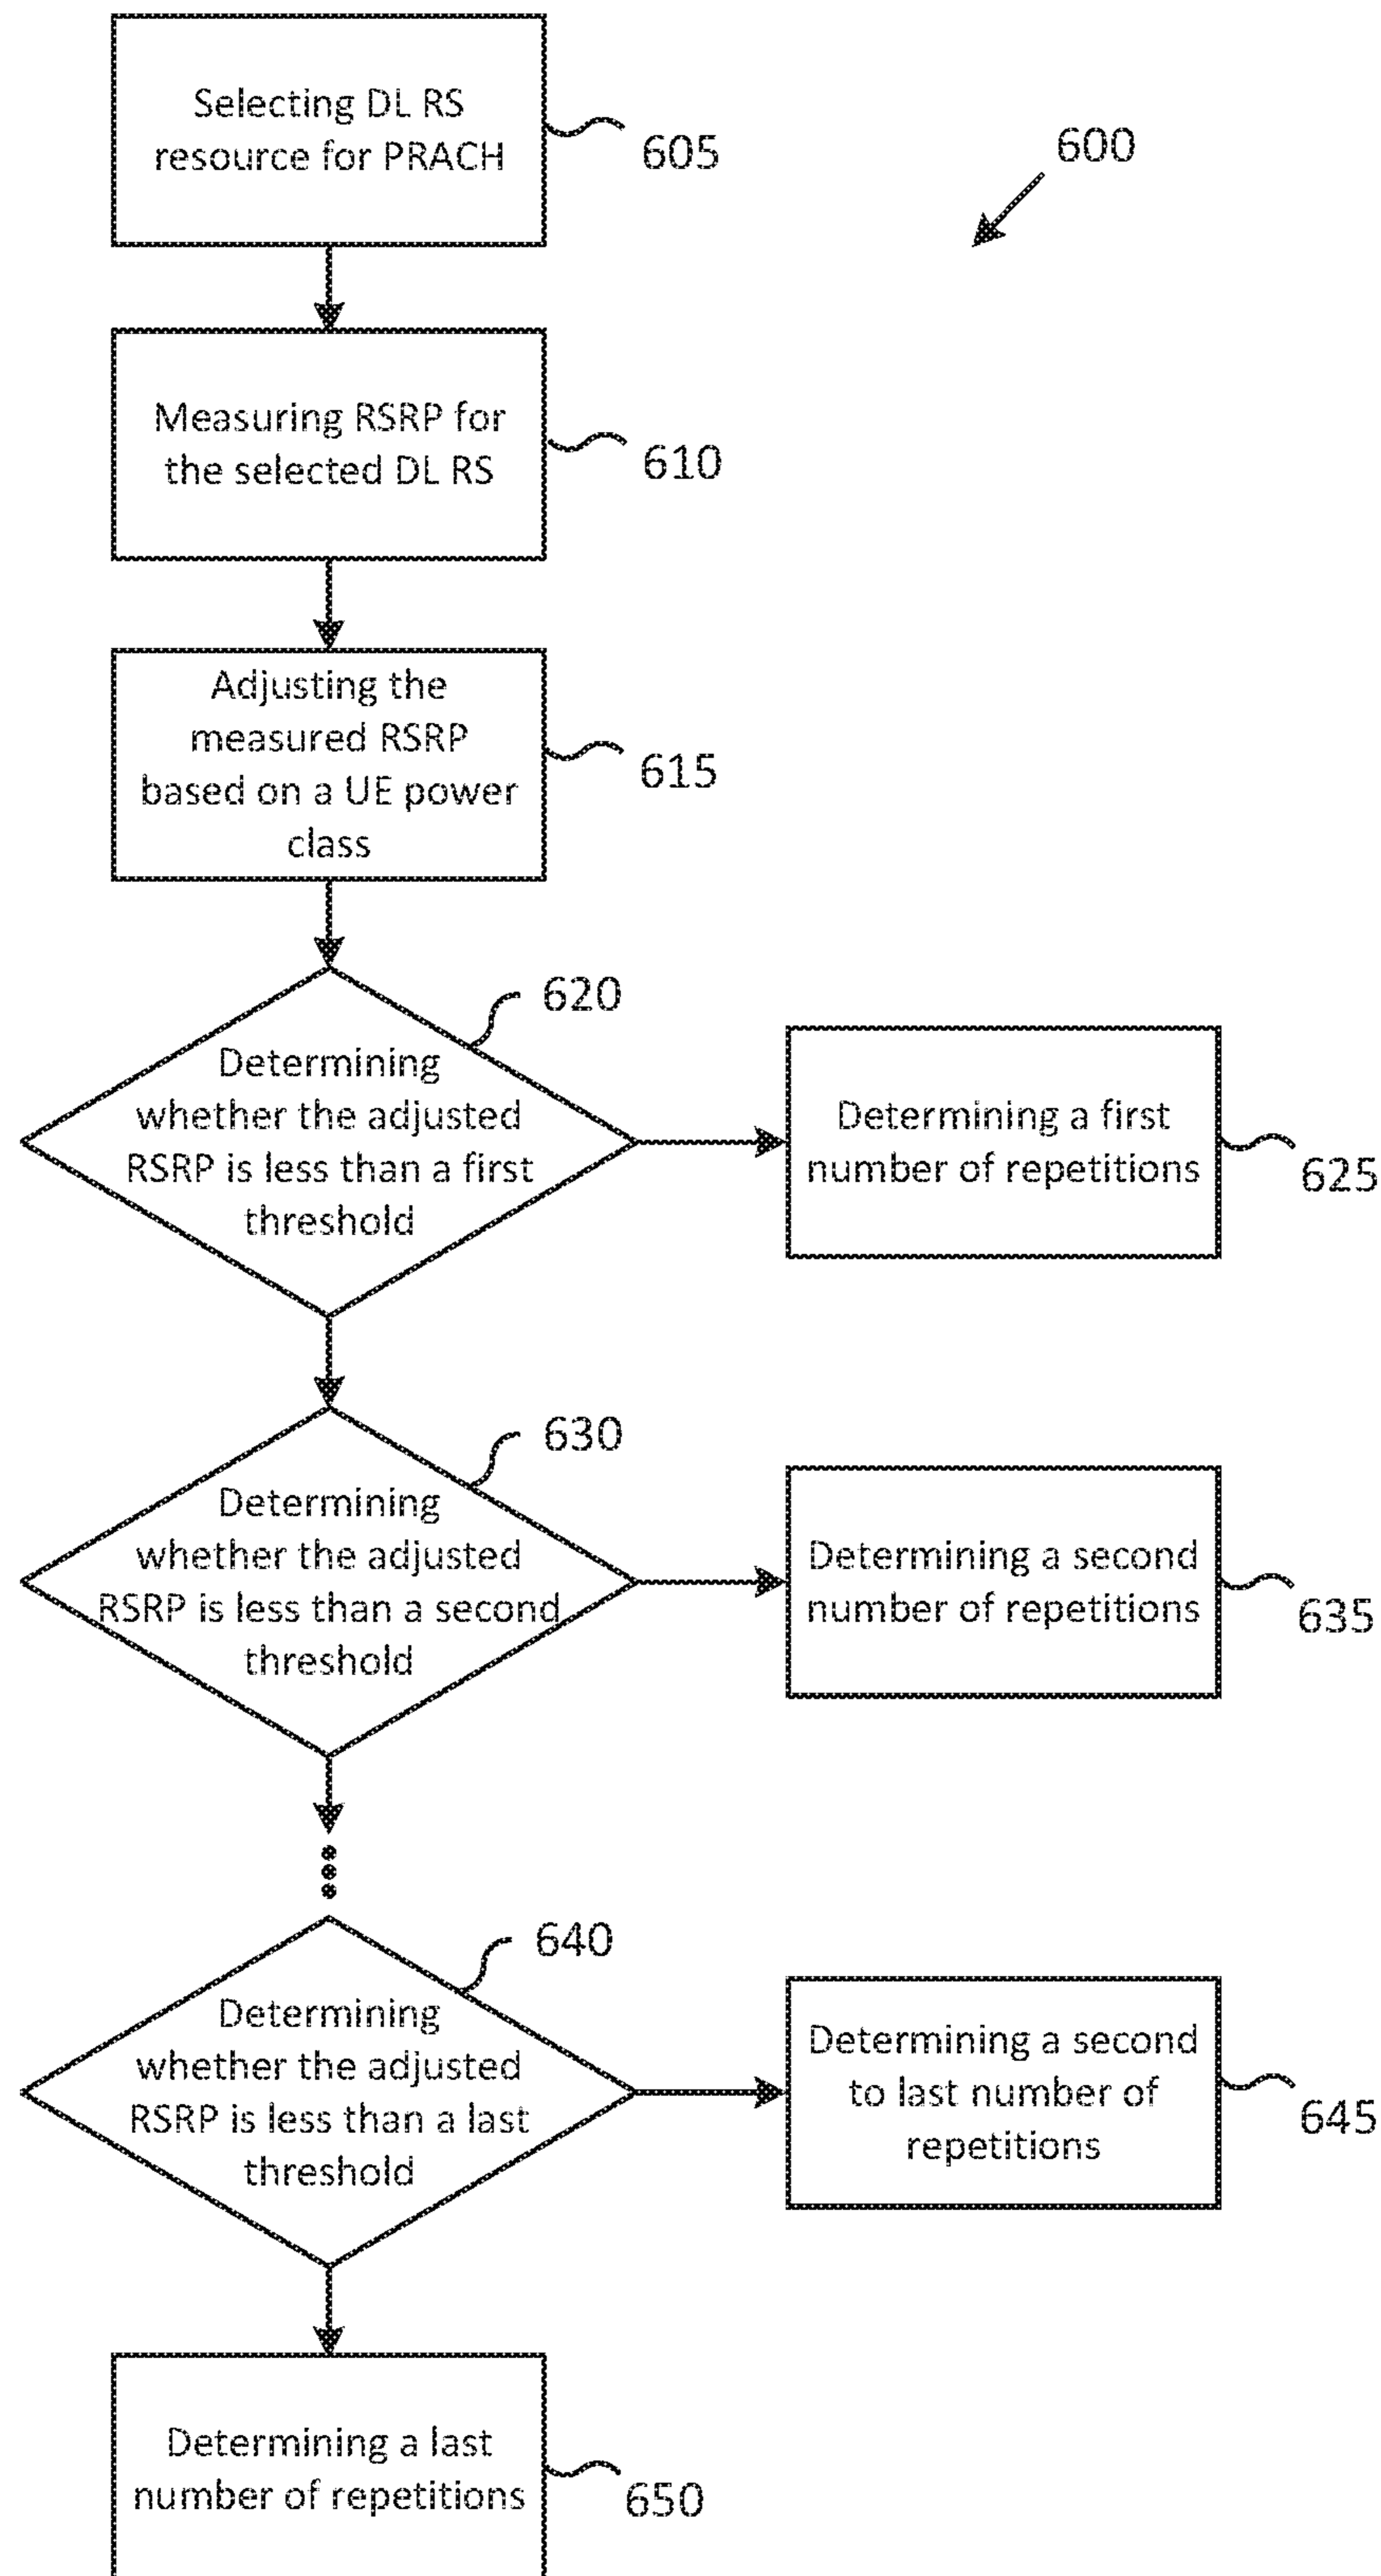 Selecting DL RS
resource for PRACH
605
600
Measuring RSRP for
the selected DL RS
610
Adjusting the
measured RSRP
based on a UE power
class
615
620
Determining
whether the adjusted
RSRP is less than a first
threshold
Determining a first
number of repetitions
625
630
Determining
whether the adjusted
RSRP is less than a second
threshold
Determining a second
number of repetitions
635
640
Determining
whether the adjusted
RSRP is less than a last
threshold
Determining a second
to last number of
repetitions
645
Determining a last
number of repetitions
650